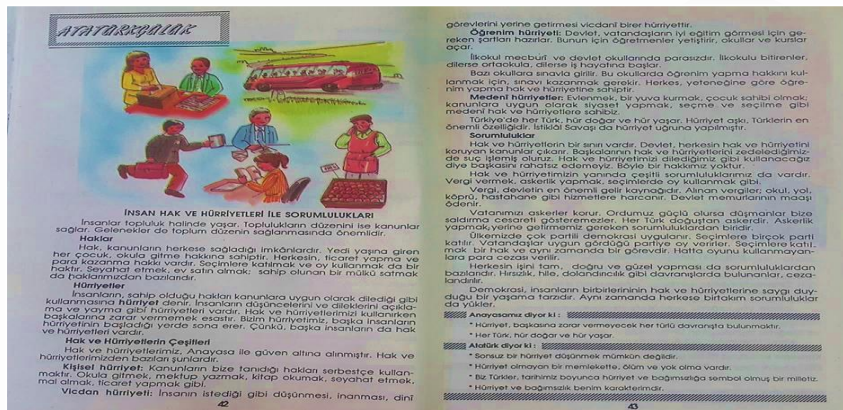 ATATÜRKÇÜLÜK
İNSAN HAK VE HÜRRİYETLERİ İLE SORUMLULUKLARI
İnsanlar topluluk halinde yaşar. Toplulukların düzenini ise kanunlar
sağlar. Gelenekler de toplum düzenin sağlanmasında önemlidir.
Haklar
Hak, kanunların herkese sağladığı imkânlardır. Yedi yaşına giren
her çocuk, okula gitme hakkına sahiptir. Herkesin, ticaret yapma ve
para kazanma hakkı vardır. Seçimlere katılmak ve oy kullanmak da bir
haktır. Seyahat etmek, ev satın almak; sahip olunan bir mülkü satmak
da haklarımızdan bazılarıdır.
Hürriyetler
İnsanların, sahip olduğu hakları kanunlara uygun olarak dilediği gibi
kullanmasına hürriyet denir. İnsanların düşüncelerini ve dileklerini açıkla-
ma ve yayma gibi hürriyetleri vardır. Hak ve hürriyetlerimizi kullanırken
başkalarına zarar vermemek esastır. Bizim hürriyetimiz, başka insanların
hürriyetinin başladığı yerde sona erer. Çünkü, başka insanların da hak
ve hürriyetleri vardır.
Hak ve Hürriyetlerin Çeşitleri
Hak ve hürriyetlerimiz, Anayasa ile güven altına alınmıştır. Hak ve
hürriyetlerimizden bazıları şunlardır.
Kişisel hürriyet: Kanunların bize tanıdığı hakları serbestçe kullan-
maktır. Okula gitmek, mektup yazmak, kitap okumak, seyahat etmek,
mal almak, ticaret yapmak gibi.
Vicdan hürriyeti: İnsanın istediği gibi düşünmesi, inanması, dinî
42
görevlerini yerine getirmesi vicdanî birer hürriyettir.
Öğrenim hürriyeti: Devlet, vatandaşların iyi eğitim görmesi için ge-
reken şartları hazırlar. Bunun için öğretmenler yetiştirir, okullar ve kurslar
açar.
İlkokul mecburî ve devlet okullarında parasızdır. İlkokulu bitirenler,
dilerse ortaokula, dilerse iş hayatına başlar.
Bazı okullara sınavla girilir. Bu okullarda öğrenim yapma hakkını kul-
lanmak için, sınavı kazanmak gerekir. Herkes, yeteneğine göre öğre-
nim yapma hak ve hürriyetine sahiptir.
Medenî hürriyetler: Evlenmek, bir yuva kurmak, çocuk sahibi olmak;
kanunlara uygun olarak siyaset yapmak, seçme ve seçilme gibi
medenî hak ve hürriyetlere sahibiz.
Türkiye'de her Türk, hür doğar ve hür yaşar. Hürriyet aşkı, Türklerin en
önemli özelliğidir. İstiklâl Savaşı da hürriyet uğruna yapılmıştır.
Sorumluluklar
Hak ve hürriyetlerin bir sınırı vardır. Devlet, herkesin hak ve hürriyetini
koruyan kanunlar çıkarır. Başkalarının hak ve hürriyetlerini zedelediğimiz-
de suç işlemiş oluruz. Hak ve hürriyetimizi dilediğimiz gibi kullanacağız
diye başkasını rahatsız edemeyiz. Böyle bir hakkımız yoktur.
Hak ve hürriyetimizin yanında çeşitli sorumluluklarımız da vardır.
Vergi vermek, askerlik yapmak, seçimlerde oy kullanmak gibi.
Vergi, devletin en önemli gelir kaynağıdır. Alınan vergiler; okul, yol,
köprü, hastahane gibi hizmetlere harcanır. Devlet memurlarının maaşı
ödenir.
Vatanımızı askerler korur. Ordumuz güçlü olursa düşmanlar bize
saldırma cesareti gösteremezler. Her Türk doğuştan askerdir. Askerlik
yapmak,yerine getirmemiz gereken sorumluluklardan biridir.
Ülkemizde çok partili demokrasi uygulanır. Seçimlere birçok parti
katılır. Vatandaşlar uygun gördüğü partiye oy verirler. Seçimlere katıl,
mak bir hak ve aynı zamanda bir görevdir. Hatta oyunu kullanmayan-
lara para cezası verilir.
Herkesin işini tam, doğru ve güzel yapması da sorumluluklardan
bazılarıdır. Hırsızlık, hile, dolandırıcılık gibi davranışlarda bulunanlar, ceza-
landırılır.
Demokrasi, insanların birbirlerininin hak ve hürriyetlerine saygı duy-
duğu bir yaşama tarzıdır. Aynı zamanda herkese birtakım sorumluluklar
da yükler.
Anayasamız diyor ki :
* Hürriyet, başkasına zarar vermeyecek her türlü davranışta bulunmaktır.
* Her Türk, hür doğar ve hür yaşar.
Atatürk diyor ki :
* Sonsuz bir hürriyet düşünmek mümkün değildir.
* Hürriyet olmayan bir memlekette, ölüm ve yok olma vardır.
* Biz Türkler, tarihimiz boyunca hürriyet ve bağımsızlığa sembol olmuş bir milletiz.
* Hürriyet ve bağımsızlık benim karakterimdir.
43